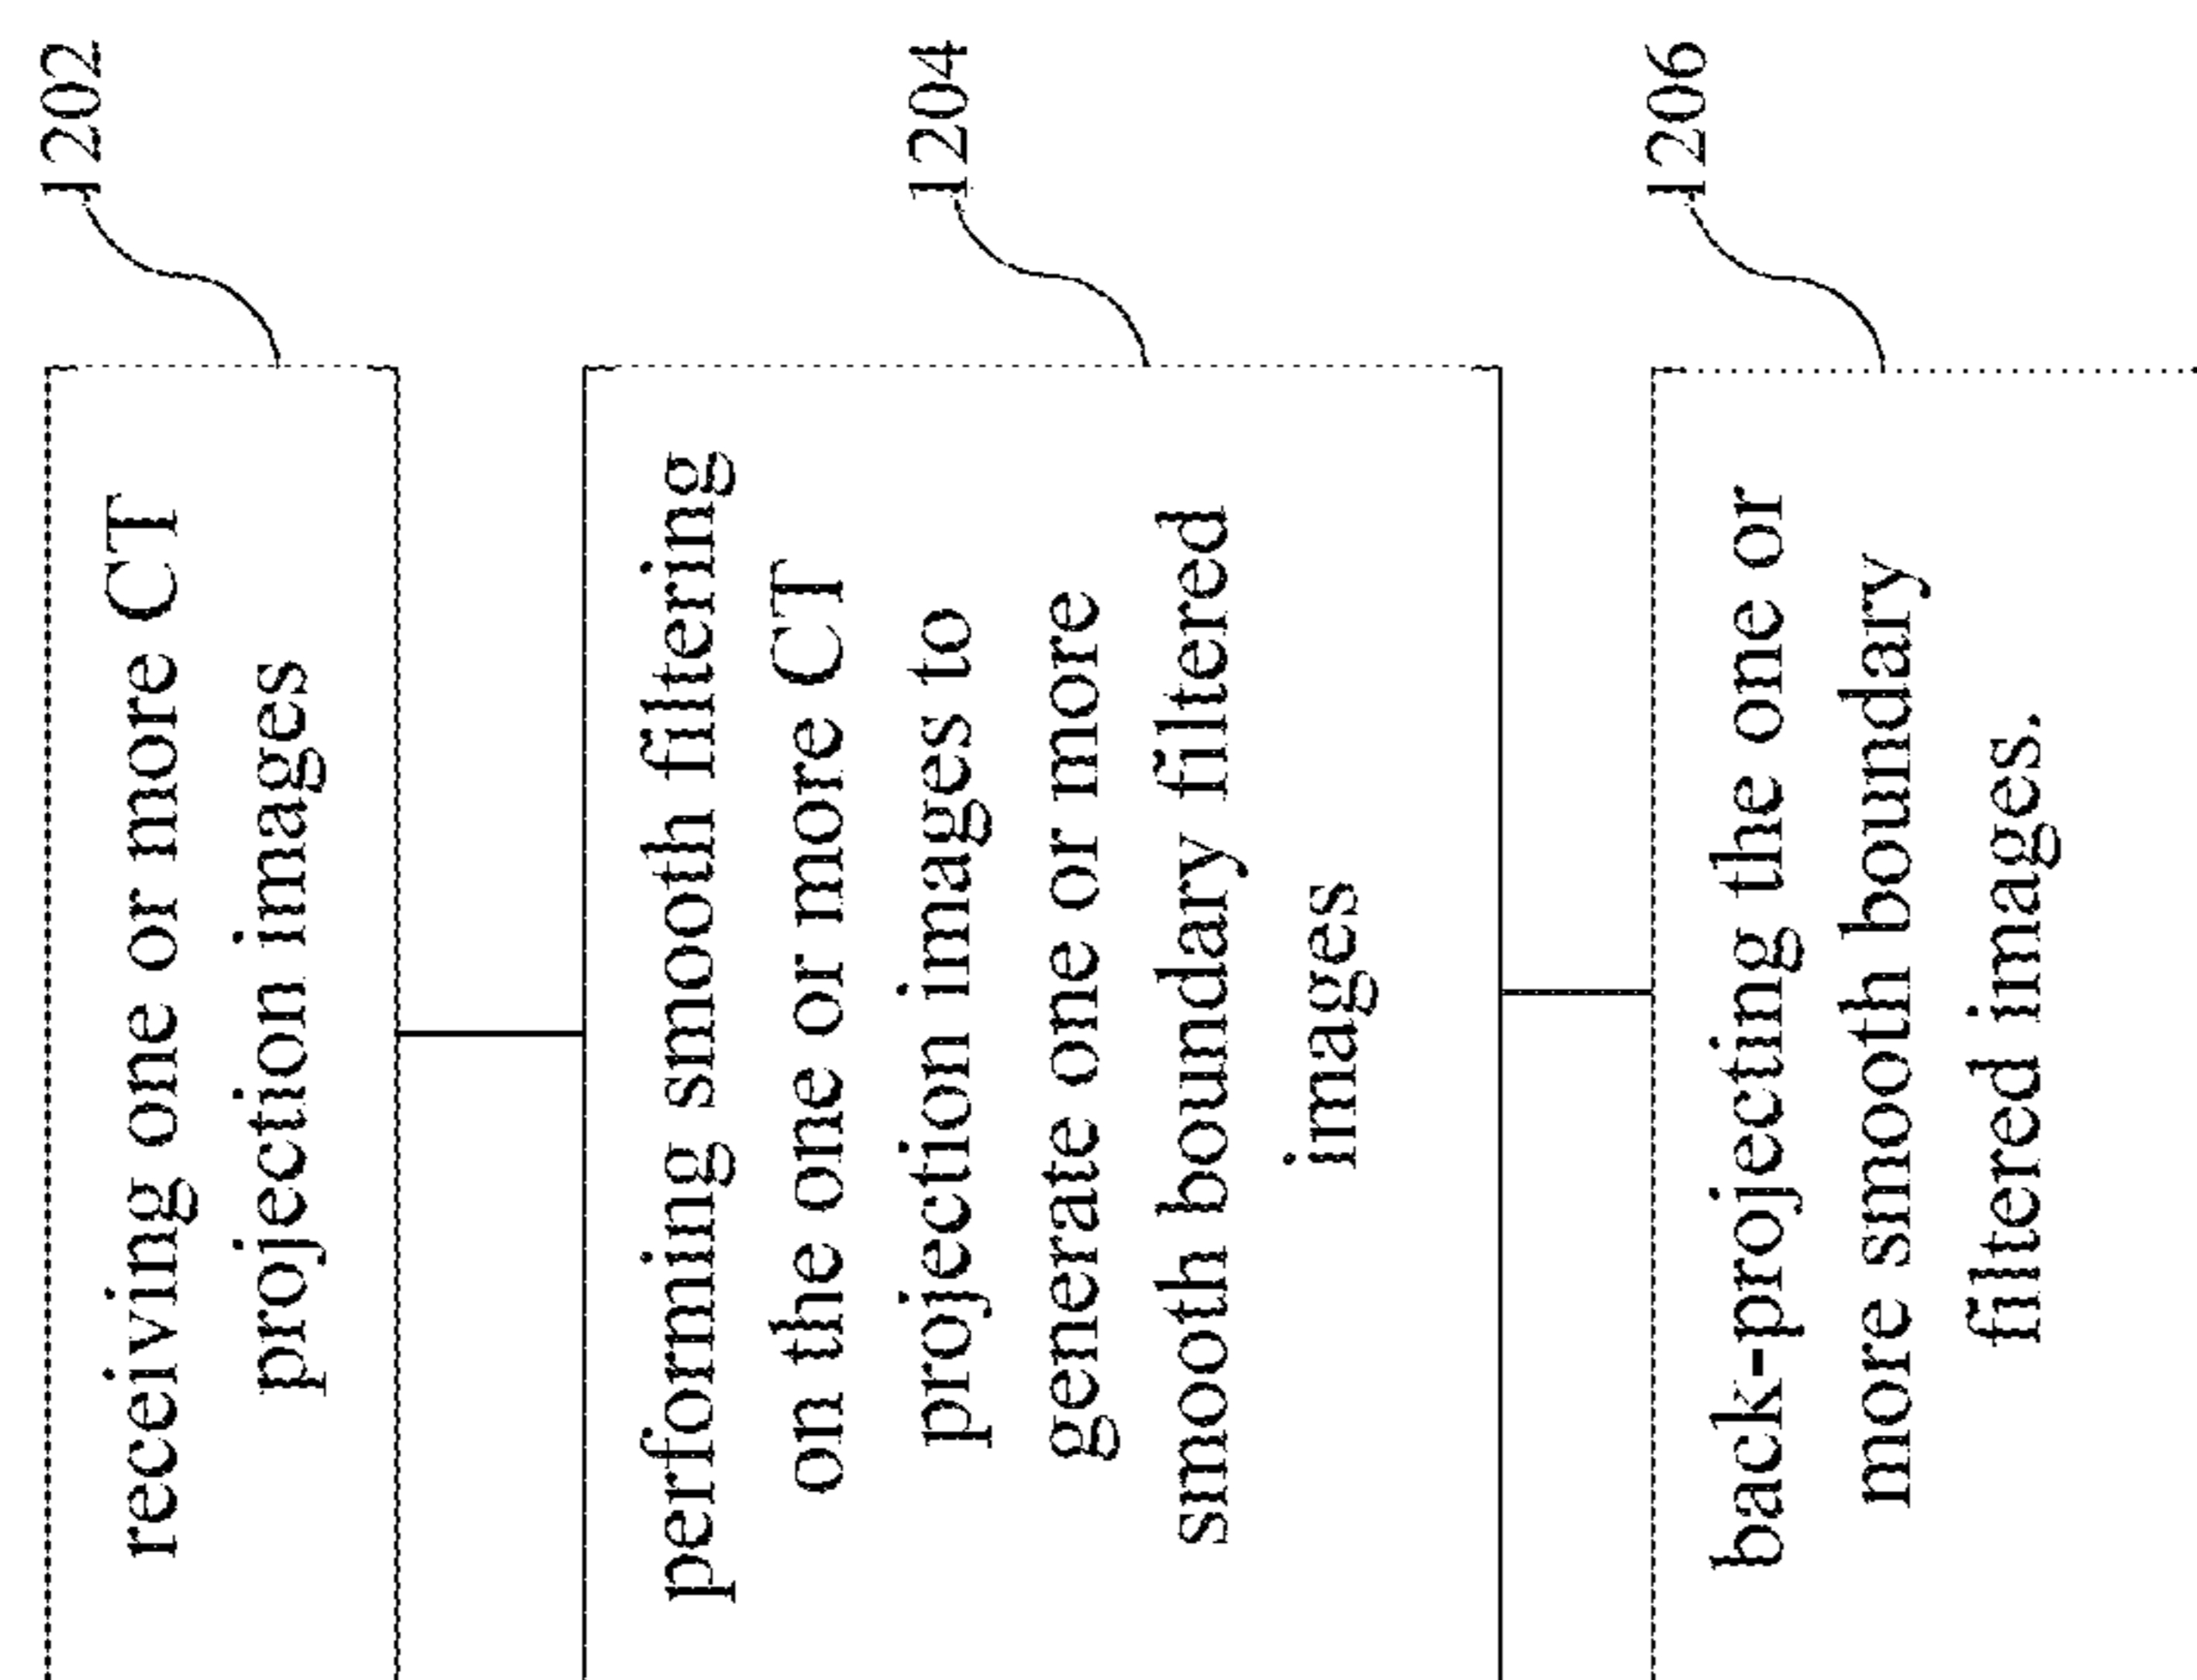 1202
receiving one or more CT
projection images
1204
performing smooth filtering
on the one or more CT
projection images to
generate one or more
smooth boundary filtered
images
1206
back-projecting the one or
more smooth boundary
filtered images.